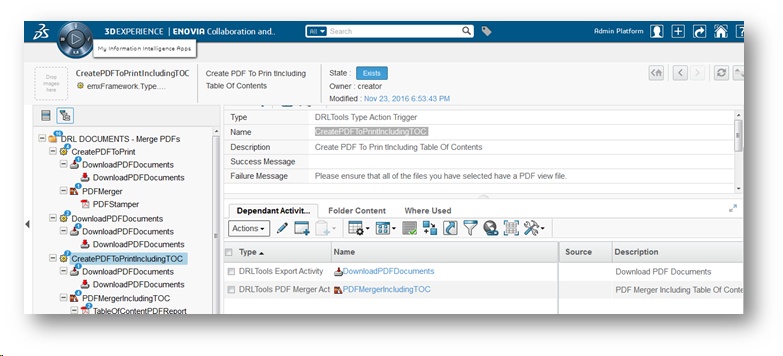 3DEXPERIENCE | ENOVIA Collaboration and..
All
Search
Admin Platform
My Information Intelligence Apps
Drop
images
here
CreatePDFToPrintIncludingTOC
emxFramework Type....
Create PDF To Prin tIncluding
Table Of Contents
State : Exists
Owner : creator
Modified : Nov 23, 2016 6:53:43 PM
DRL DOCUMENTS - Merge PDFs
CreatePDFToPrint
DownloadPDFDocuments
DownloadPDFDocuments
PDFMerger
PDFStamper
DownloadPDFDocuments
DownloadPDFDocuments
DownloadPDFDocuments
CreatePDFToPrintIncludingTOC
DownloadPDFDocuments
DownloadPDFDocuments
PDFMergerIncludingTOC
TableOfContentPDFReport
Type DRLTools Type Action Trigger
Name CreatePDFToPrintIncludingTOC
Description Create PDF To Prin tIncluding Table Of Contents
Success Message
Failure Message Please ensure that all of the files you have selected have a PDF view file.
Dependant Activit... Folder Content Where Used
Actions
Type Name Source Description
DRLTools Export Activity DownloadPDFDocuments Download PDF Documents
DRLTools PDF Merger Act PDFMergerIncludingTOC PDF Merger Including Table Of Conte